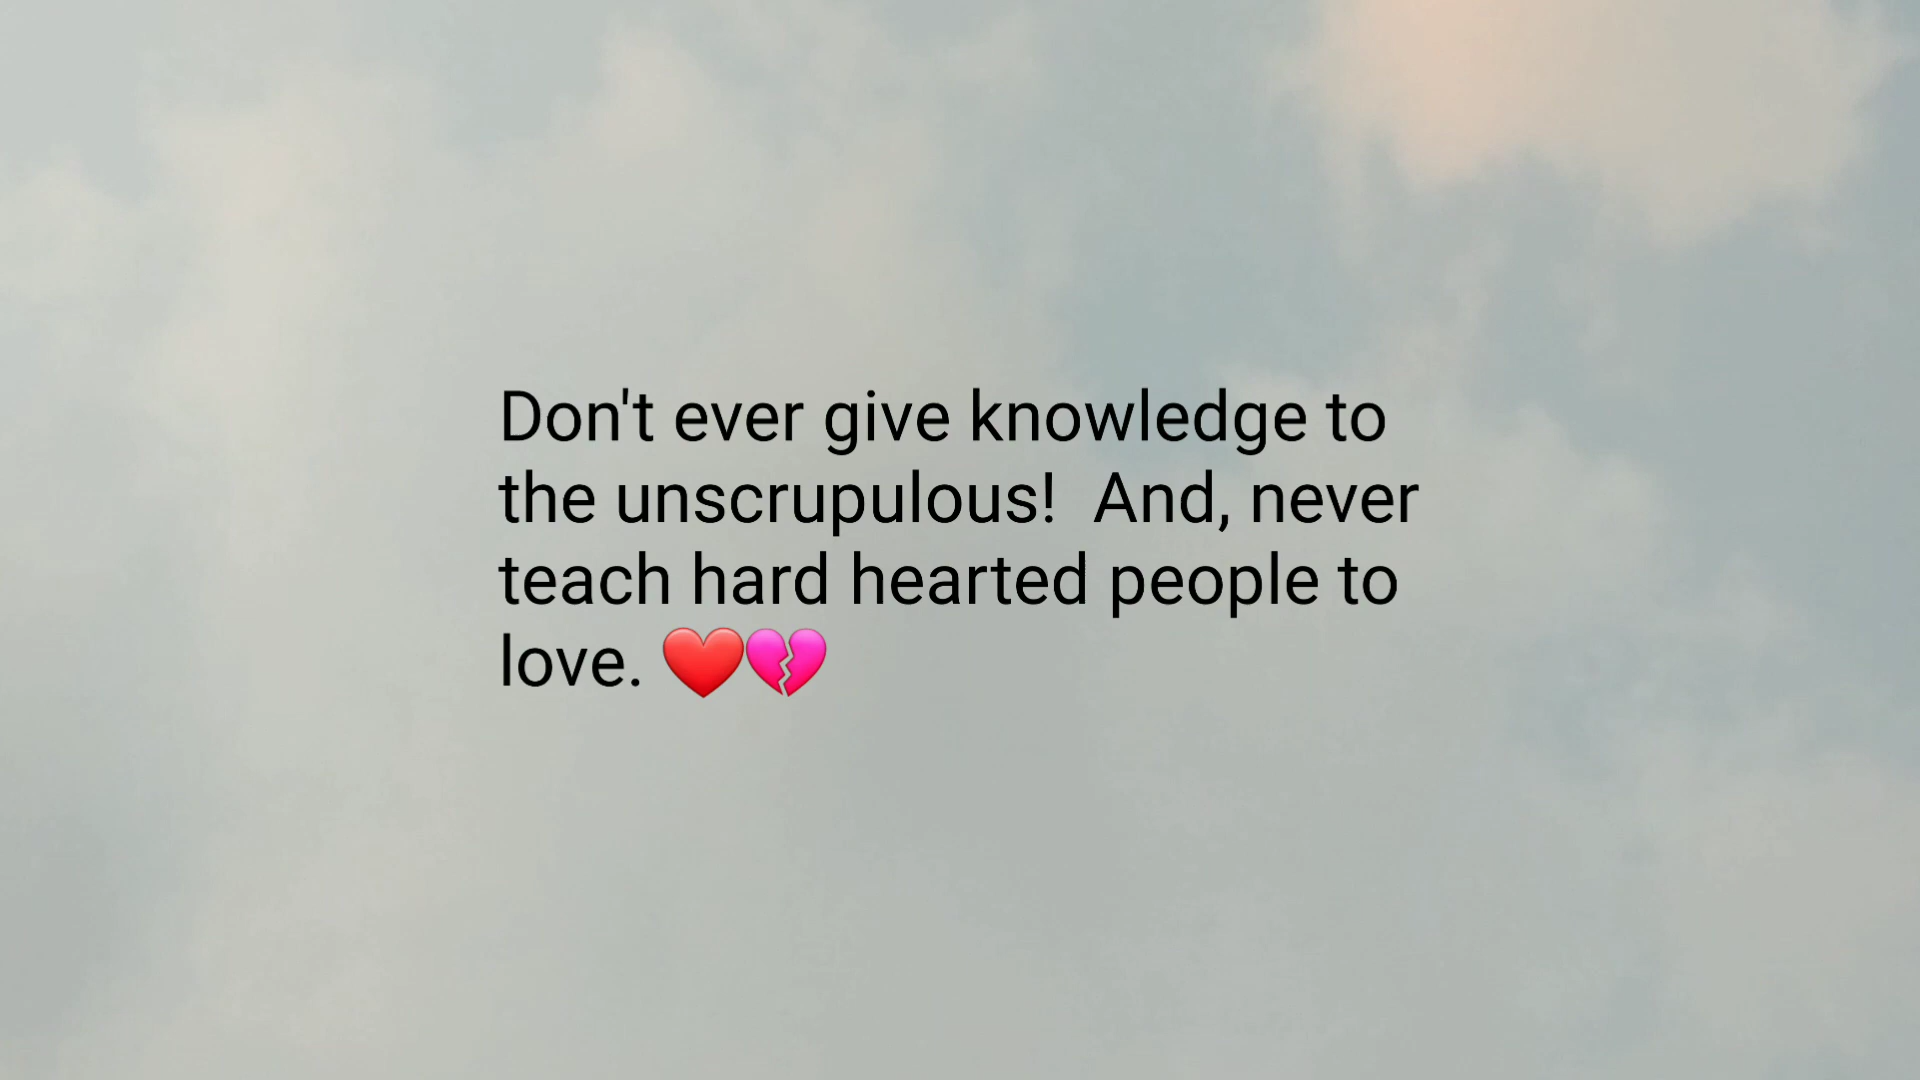 Don't ever give knowledge to
the unscrupulous!  And, never
teach hard hearted people to
love. ❤️💔